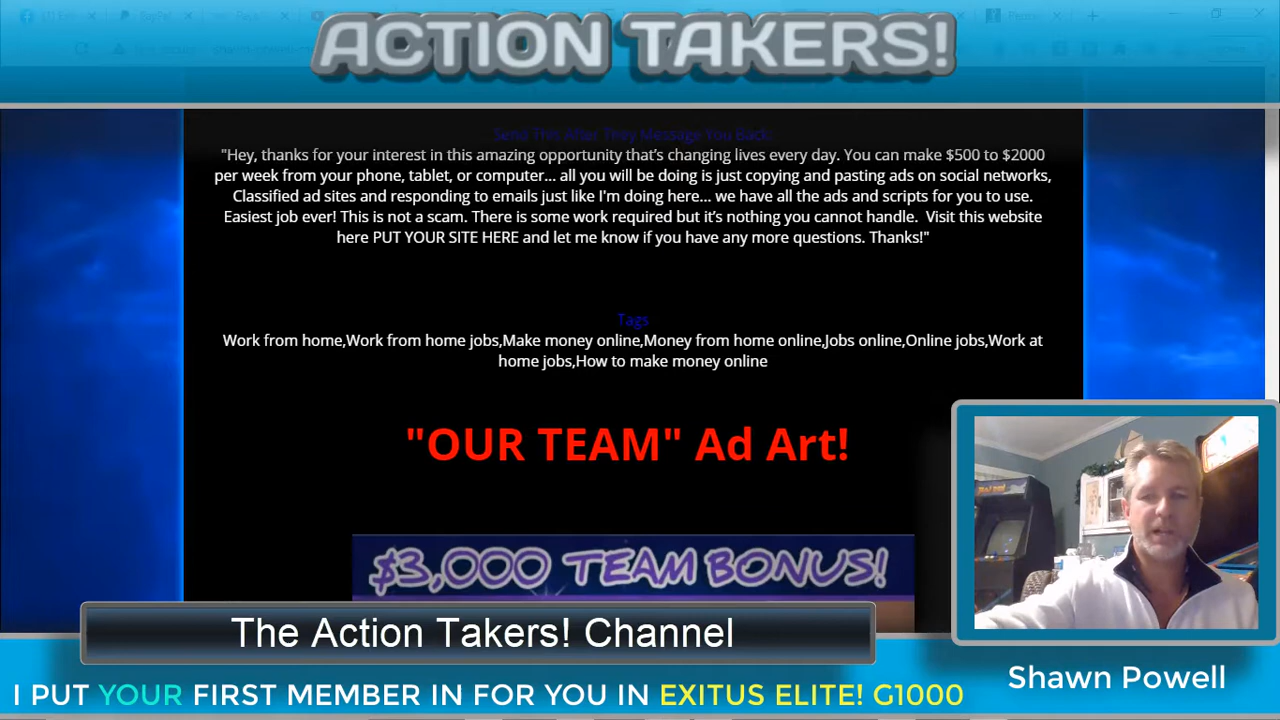 ACTION TAKERS!
Send This After They Message You Back:
"Hey, thanks for your interest in this amazing opportunity that's changing lives every day. You can make $500 to $2000
per week from your phone, tablet, or computer... all you will be doing is just copying and pasting ads on social networks,
Classified ad sites and responding to emails just like I'm doing here... we have all the ads and scripts for you to use.
Easiest job ever! This is not a scam. There is some work required but it's nothing you cannot handle.  Visit this website
here PUT YOUR SITE HERE and let me know if you have any more questions. Thanks!"
Tags
Work from home,Work from home jobs,Make money online,Money from home online,Jobs online,Online jobs,Work at
home jobs,How to make money online
"OUR TEAM" Ad Art!
$3,000 TEAM BONUS!
The Action Takers! Channel
Shawn Powell
I PUT YOUR FIRST MEMBER IN FOR YOU IN EXITUS ELITE! G1000